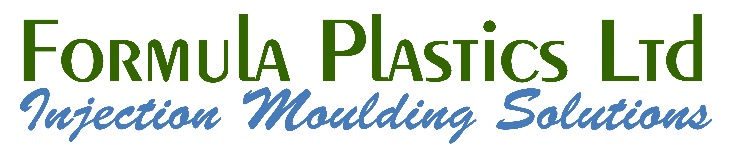 Formula Plastics Ltd
Injection Moulding Solutions